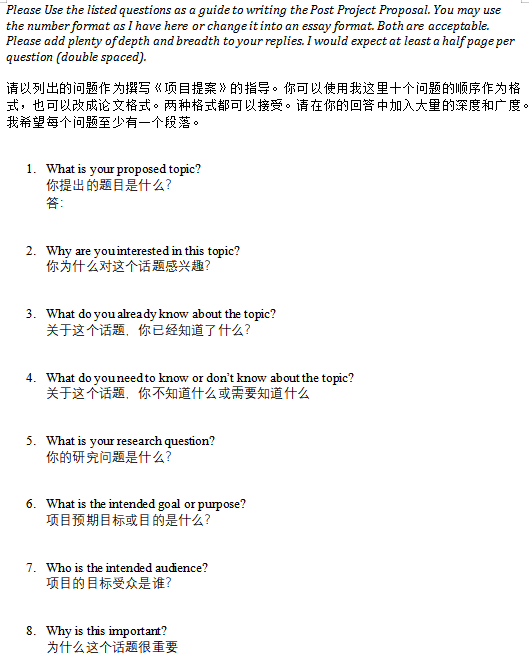 Please Use the listed questions as a guide to writing the Post Project Proposal. You may use
the number format as I have here or change it into an essay format. Both are acceptable.
Please add plenty of depth and breadth to your replies. I would expect at least a half page per
question (double spaced).
请以列出的问题作为撰写《项目提案》的指导。你可以使用我这里十个问题的顺序作为格
式，也可以改成论文格式。两种格式都可以接受。请在你的回答中加入大量的深度和广度。
我希望每个问题至少有一个段落。
1. What is your proposed topic?
你提出的题目是什么？
答：
2. Why are you interested in this topic?
你为什么对这个话题感兴趣？
3. What do you already know about the topic?
关于这个话题，你已经知道了什么？
4. What do you need to know or don't know about the topic?
关于这个话题，你不知道什么或需要知道什么
5. What is your research question?
你的研究问题是什么？
6. What is the intended goal or purpose?
项目预期目标或目的是什么？
7. Who is the intended audience?
项目的目标受众是谁？
8. Why is this important?
为什么这个话题很重要